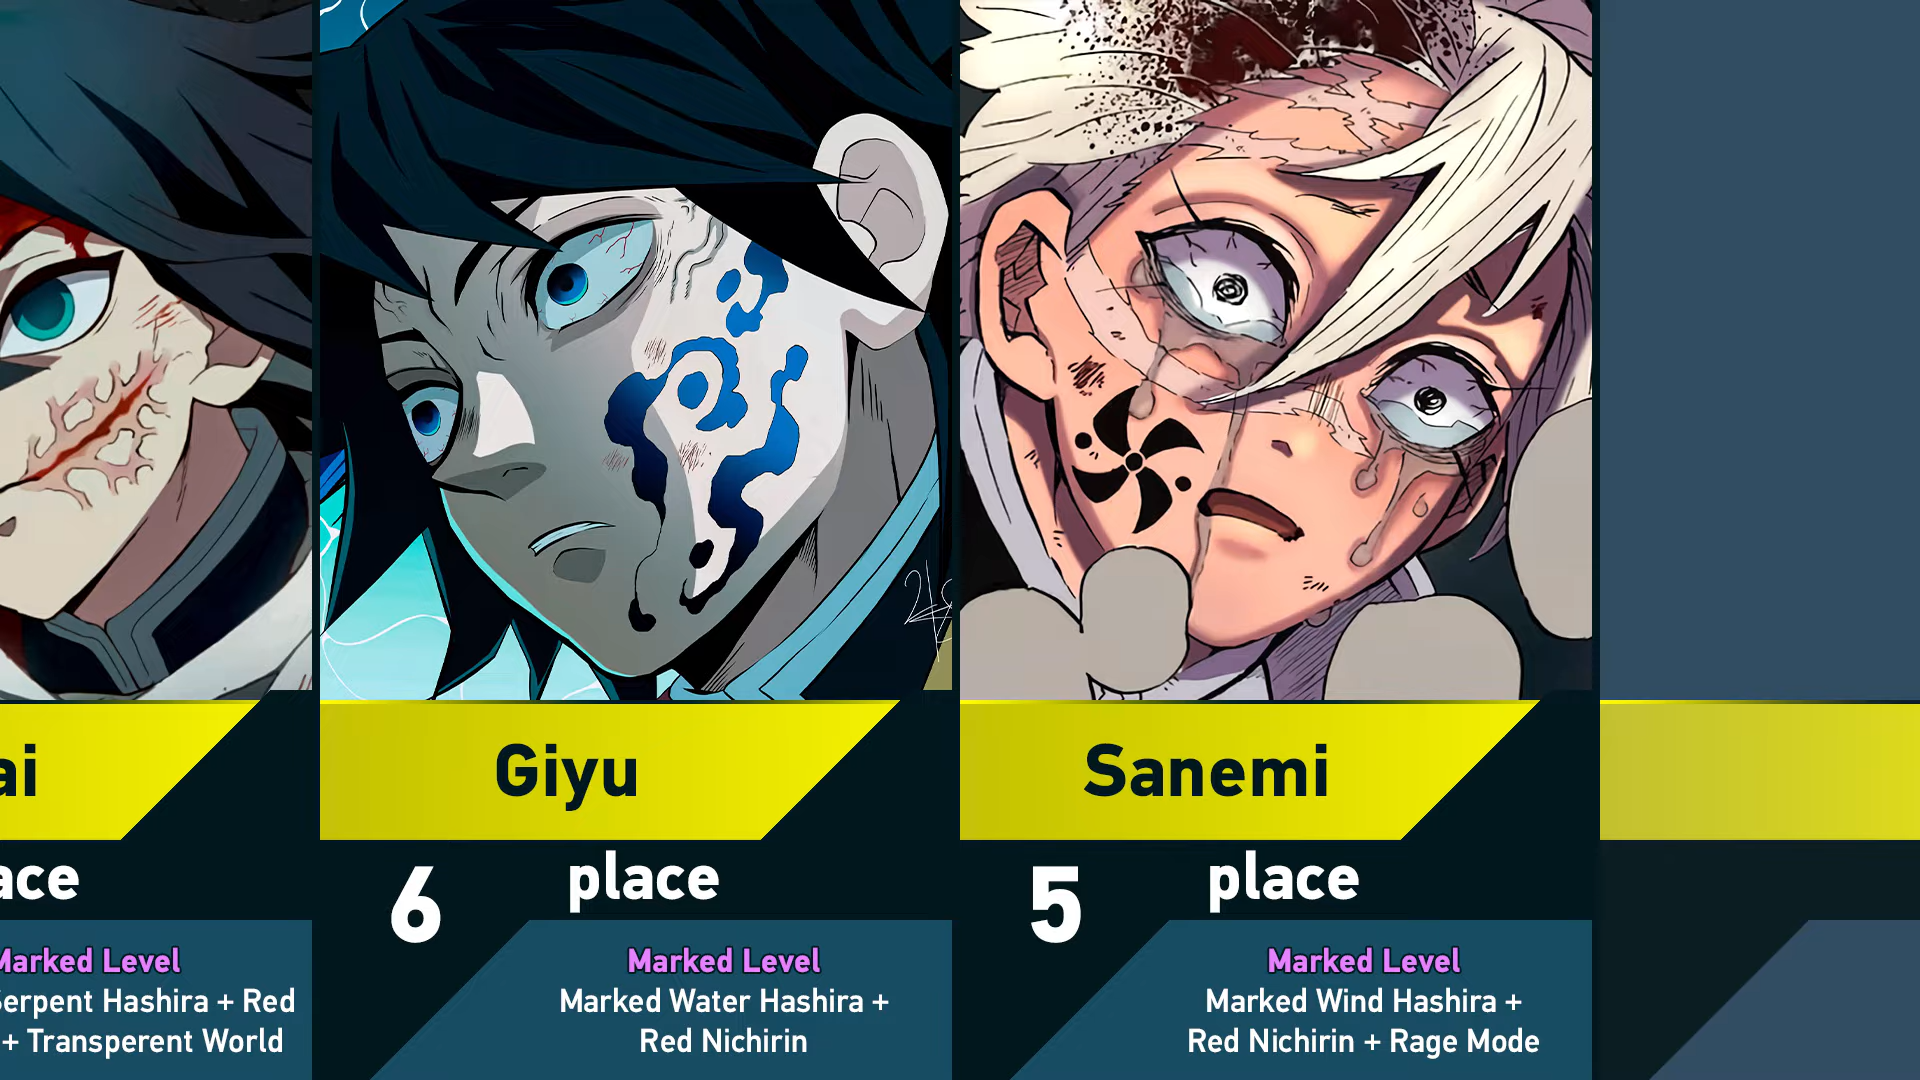 ai
ace
Marked Level
Serpent Hashira + Red
+ Transperent World
Giyu
6
place
Marked Level
Marked Water Hashira +
Red Nichirin
Sanemi
5
place
Marked Level
Marked Wind Hashira +
Red Nichirin + Rage Mode